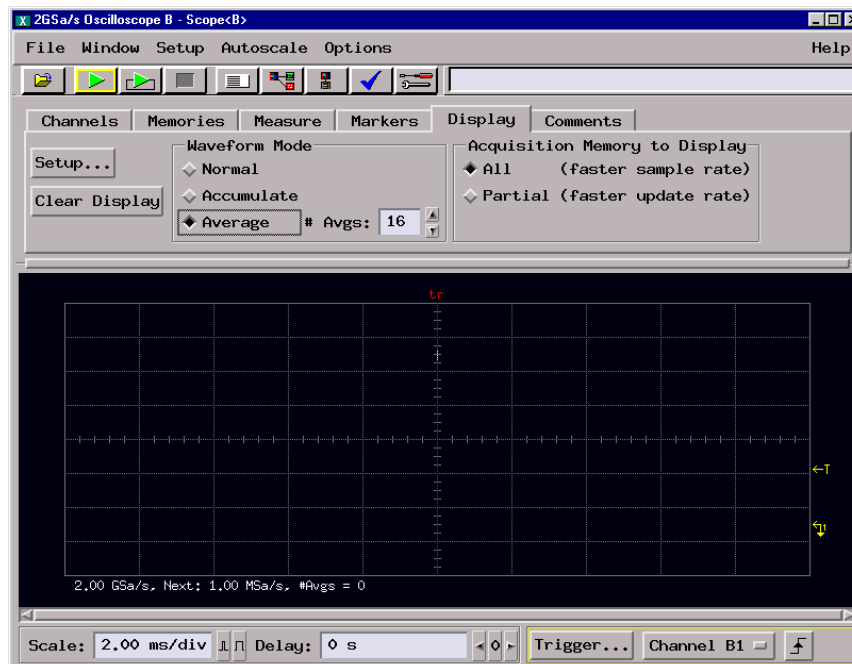 2GSa/s Oscilloscope B - Scope<B>
File Window Setup Autoscale Options Help
Channels Memories Measure Markers Display Comments
Waveform Mode Acquisition Memory to Display
Setup... Normal All (faster sample rate)
Clear Display Accumulate Partial (faster update rate)
Average # Avgs: 16
tr
←T
1
2.00 GSa/s, Next: 1.00 MSa/s, #Avgs = 0
Scale: 2.00 ms/div Delay: 0 s 0 Trigger... Channel B1